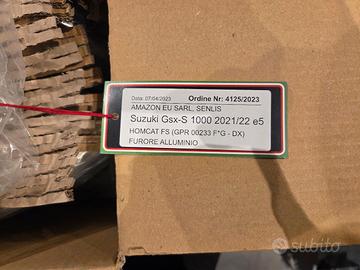 Data: 07/04/2023 Ordine Nr: 4125/2023
AMAZON EU SARL, SENLIS
Suzuki Gsx-S 1000 2021/22 e5
HOMCAT FS (GPR 00233 F*G - DX)
FURORE ALLUMINIO
subito